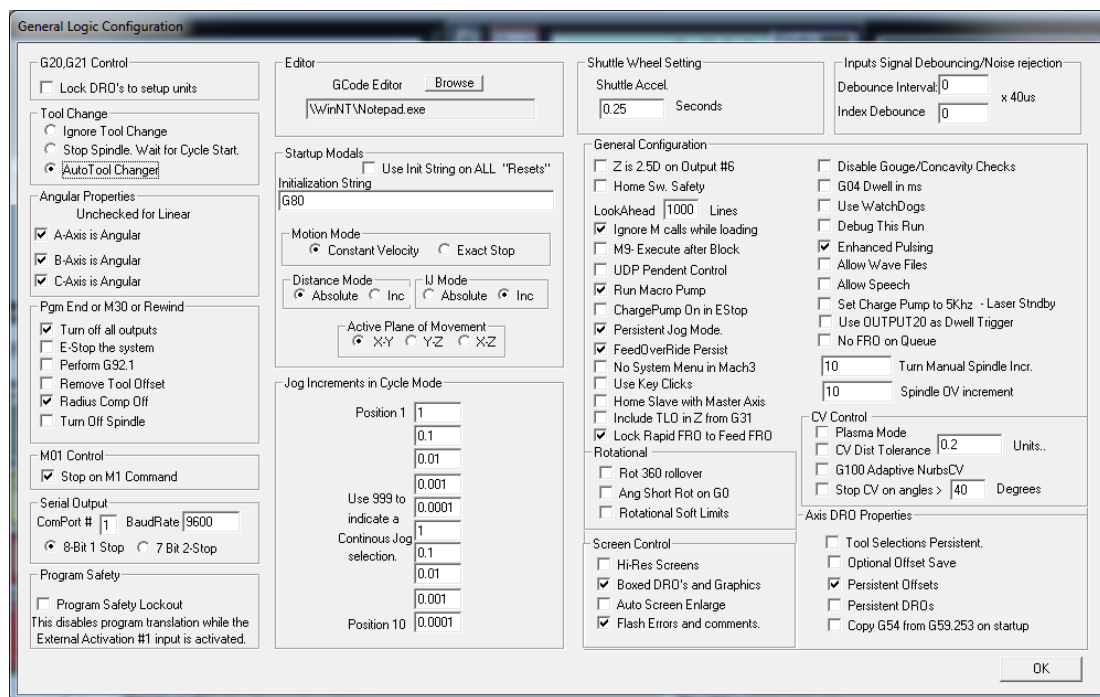 General Logic Configuration
G20,G21 Control
Lock DRO's to setup units
Tool Change
Ignore Tool Change
Stop Spindle. Wait for Cycle Start.
AutoTool Changer
Angular Properties
Unchecked for Linear
A-Axis is Angular
B-Axis is Angular
C-Axis is Angular
Pgm End or M30 or Rewind
Turn off all outputs
E-Stop the system
Perform G92.1
Remove Tool Offset
Radius Comp Off
Turn Off Spindle
M01 Control
Stop on M1 Command
Serial Output
ComPort # 1 BaudRate 9600
8-Bit 1 Stop 7 Bit 2-Stop
Program Safety
Program Safety Lockout
This disables program translation while the
External Activation #1 input is activated.
Editor
GCode Editor Browse
\WinNT\Notepad.exe
Startup Modals
Use Init String on ALL "Resets"
Initialization String
G80
Motion Mode
Constant Velocity Exact Stop
Distance Mode
Absolute Inc
IJ Mode
Absolute Inc
Active Plane of Movement
X-Y Y-Z X-Z
Jog Increments in Cycle Mode
Position 1 1
0.1
0.01
0.001
Use 999 to
indicate a
Continous Jog
selection.
0.0001
1
0.1
0.01
0.001
Position 10 0.0001
Shuttle Wheel Setting
Shuttle Accel.
0.25 Seconds
Inputs Signal Debouncing/Noise rejection
Debounce Interval: 0
x 40us
Index Debounce 0
General Configuration
Z is 2.5D on Output #6
Home Sw. Safety
LookAhead 1000 Lines
Ignore M calls while loading
M9- Execute after Block
UDP Pendent Control
Run Macro Pump
ChargePump On in EStop
Persistent Jog Mode.
FeedOverRide Persist
No System Menu in Mach3
Use Key Clicks
Home Slave with Master Axis
Include TLO in Z from G31
Lock Rapid FRO to Feed FRO
Disable Gouge/Concavity Checks
G04 Dwell in ms
Use WatchDogs
Debug This Run
Enhanced Pulsing
Allow Wave Files
Allow Speech
Set Charge Pump to 5Khz - Laser Stndby
Use OUTPUT20 as Dwell Trigger
No FRO on Queue
10 Turn Manual Spindle Incr.
10 Spindle OV increment
Rotational
Rot 360 rollover
Ang Short Rot on G0
Rotational Soft Limits
Screen Control
Hi-Res Screens
Boxed DRO's and Graphics
Auto Screen Enlarge
Flash Errors and comments.
CV Control
Plasma Mode
CV Dist Tolerance 0.2 Units..
G100 Adaptive NurbsCV
Stop CV on angles > 40 Degrees
Axis DRO Properties
Tool Selections Persistent.
Optional Offset Save
Persistent Offsets
Persistent DROs
Copy G54 from G59.253 on startup
OK